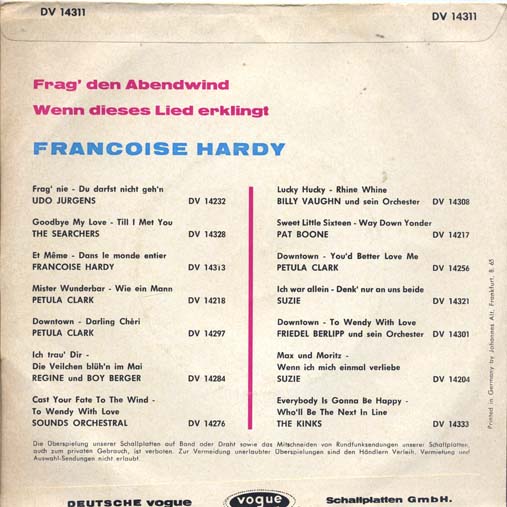 DV 14311 DV 14311
Frag' den Abendwind
Wenn dieses Lied erklingt
FRANCOISE HARDY
Frag' nie - Du darfst nicht geh'n
UDO JURGENS DV 14232
Goodbye My Love - Till I Met You
THE SEARCHERS DV 14328
Et Même - Dans le monde entier
FRANCOISE HARDY DV 14313
Mister Wunderbar - Wie ein Mann
PETULA CLARK DV 14218
Downtown - Darling Chèri
PETULA CLARK DV 14297
Ich trau' Dir -
Die Veilchen blüh'n im Mai
REGINE und BOY BERGER DV 14284
Cast Your Fate To The Wind -
To Wendy With Love
SOUNDS ORCHESTRAL DV 14276
Lucky Hucky - Rhine Whine
BILLY VAUGHN und sein Orchester DV 14308
Sweet Little Sixteen - Way Down Yonder
PAT BOONE DV 14217
Downtown - You'd Better Love Me
PETULA CLARK DV 14256
Ich war allein - Denk' nur an uns beide
SUZIE DV 14321
Downtown - To Wendy With Love
FRIEDEL BERLIPP und sein Orchester DV 14301
Max und Moritz -
Wenn ich mich einmal verliebe
SUZIE DV 14204
Everybody Is Gonna Be Happy -
Who'll Be The Next In Line
THE KINKS DV 14333
Printed in Germany by Johannes Alt, Frankfurt. 8. 65
Die Überspielung unserer Schallplatten auf Band oder Draht sowie das Mitschneiden von Rundfunksendungen unserer Schallplatten,
auch zum privaten Gebrauch, ist verboten. Zur Vermeidung unerlaubter Überspielungen sind den Händlern Verleih, Vermietung und
Auswahl-Sendungen nicht erlaubt.
DEUTSCHE vogue vogue Schallplatten GmbH.